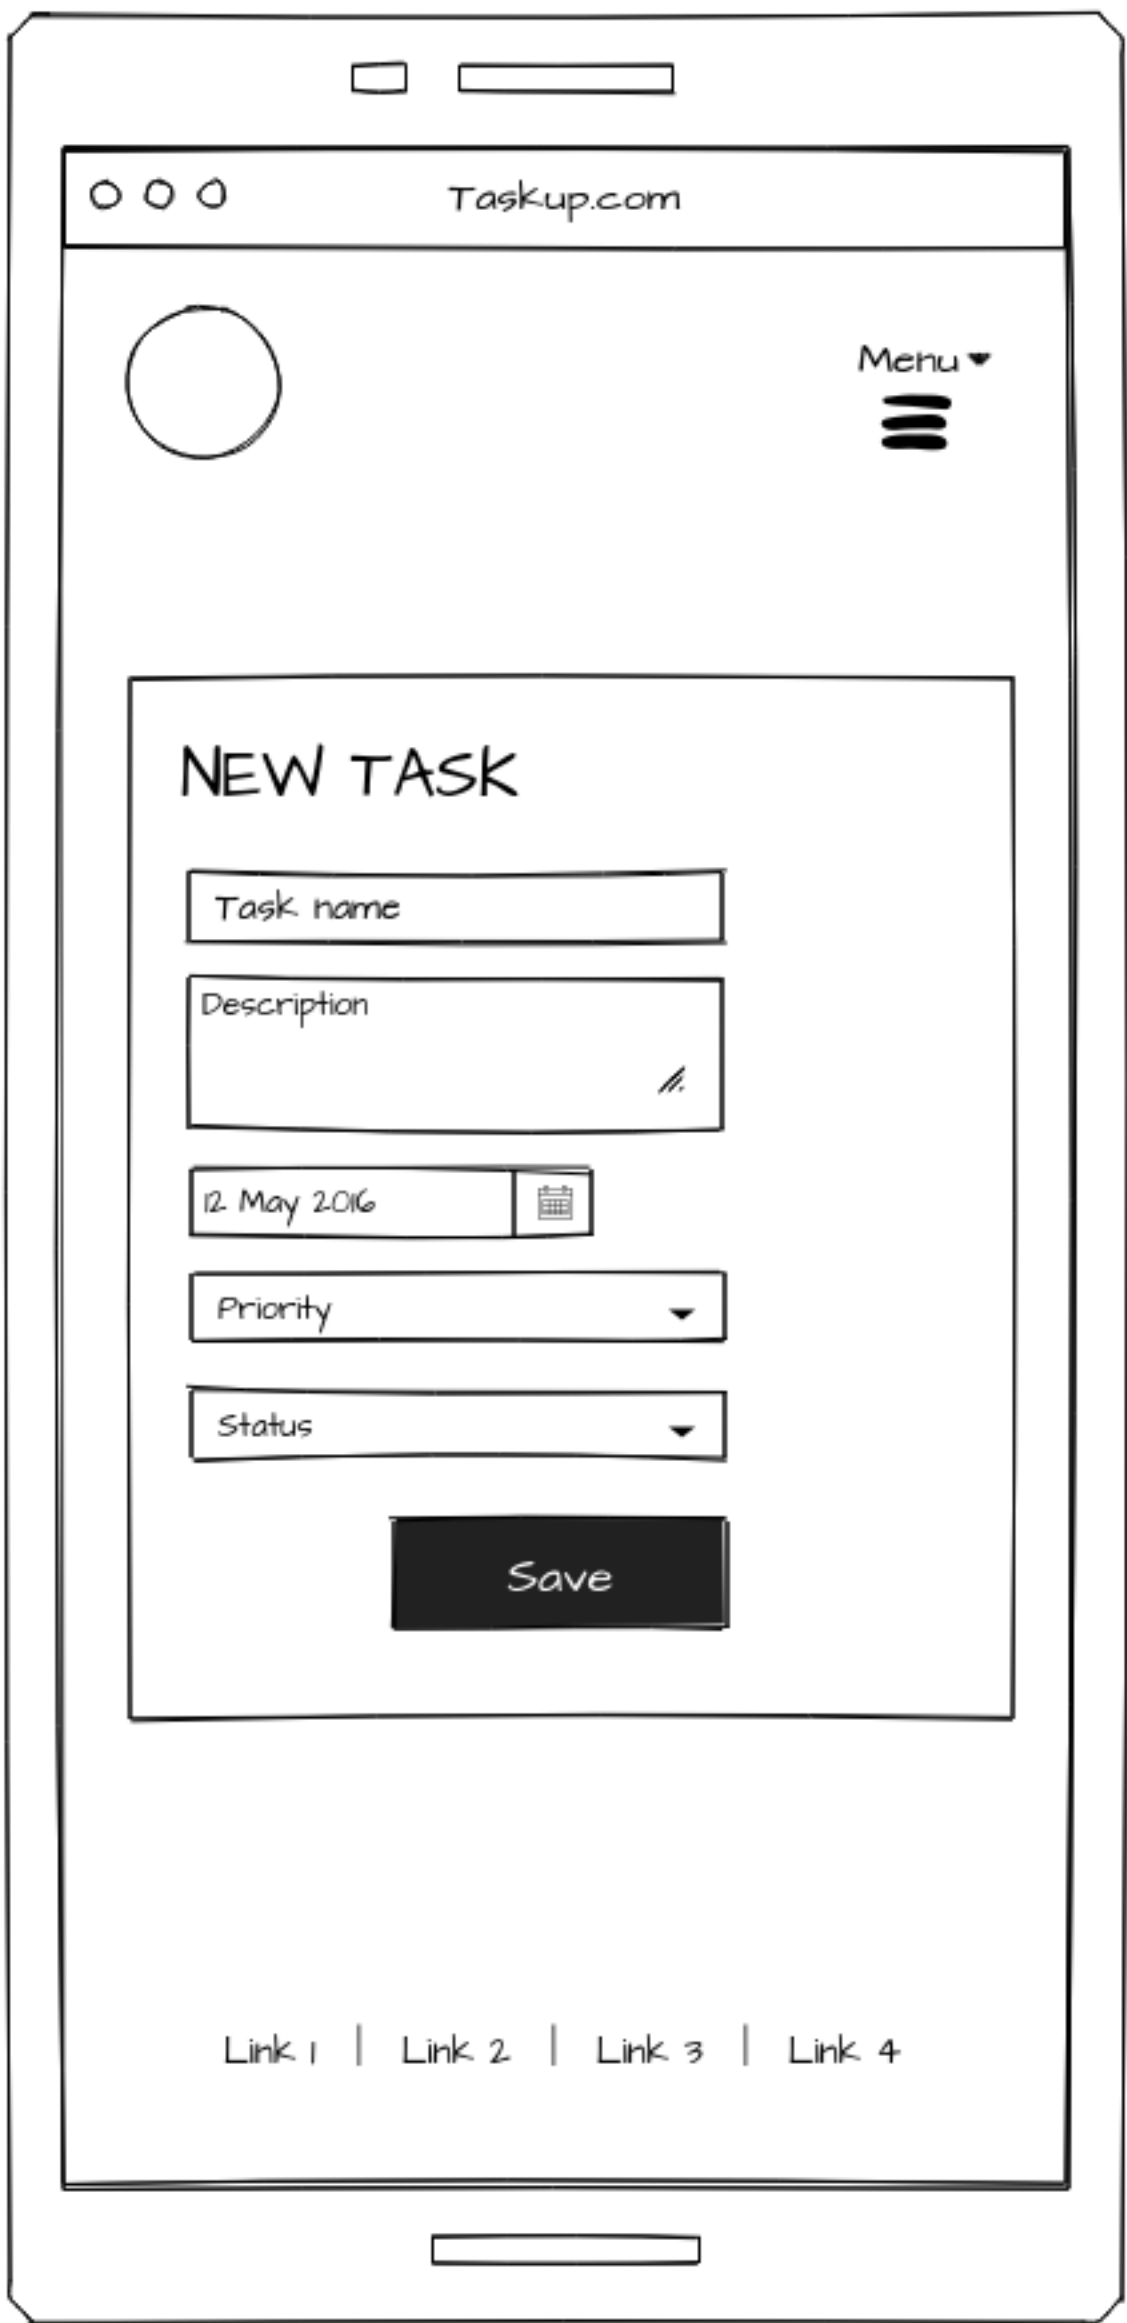 Taskup.com
Menu
NEW TASK
Task name
Description
12 May 2016
Priority
Status
Save
Link 1 | Link 2 | Link 3 | Link 4